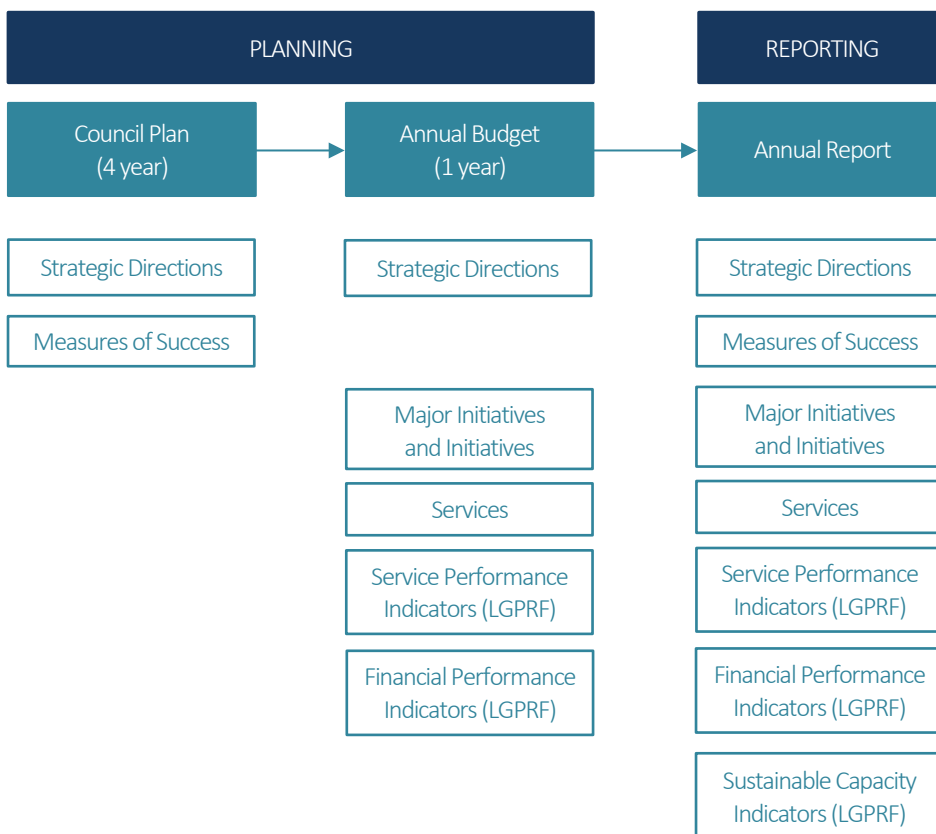 PLANNING
REPORTING
Council Plan
(4 year)
Annual Budget
(1 year)
Annual Report
Strategic Directions
Strategic Directions
Strategic Directions
Measures of Success
Measures of Success
Major Initiatives
and Initiatives
Major Initiatives
and Initiatives
Services
Services
Service Performance
Indicators (LGPRF)
Service Performance
Indicators (LGPRF)
Financial Performance
Indicators (LGPRF)
Financial Performance
Indicators (LGPRF)
Sustainable Capacity
Indicators (LGPRF)